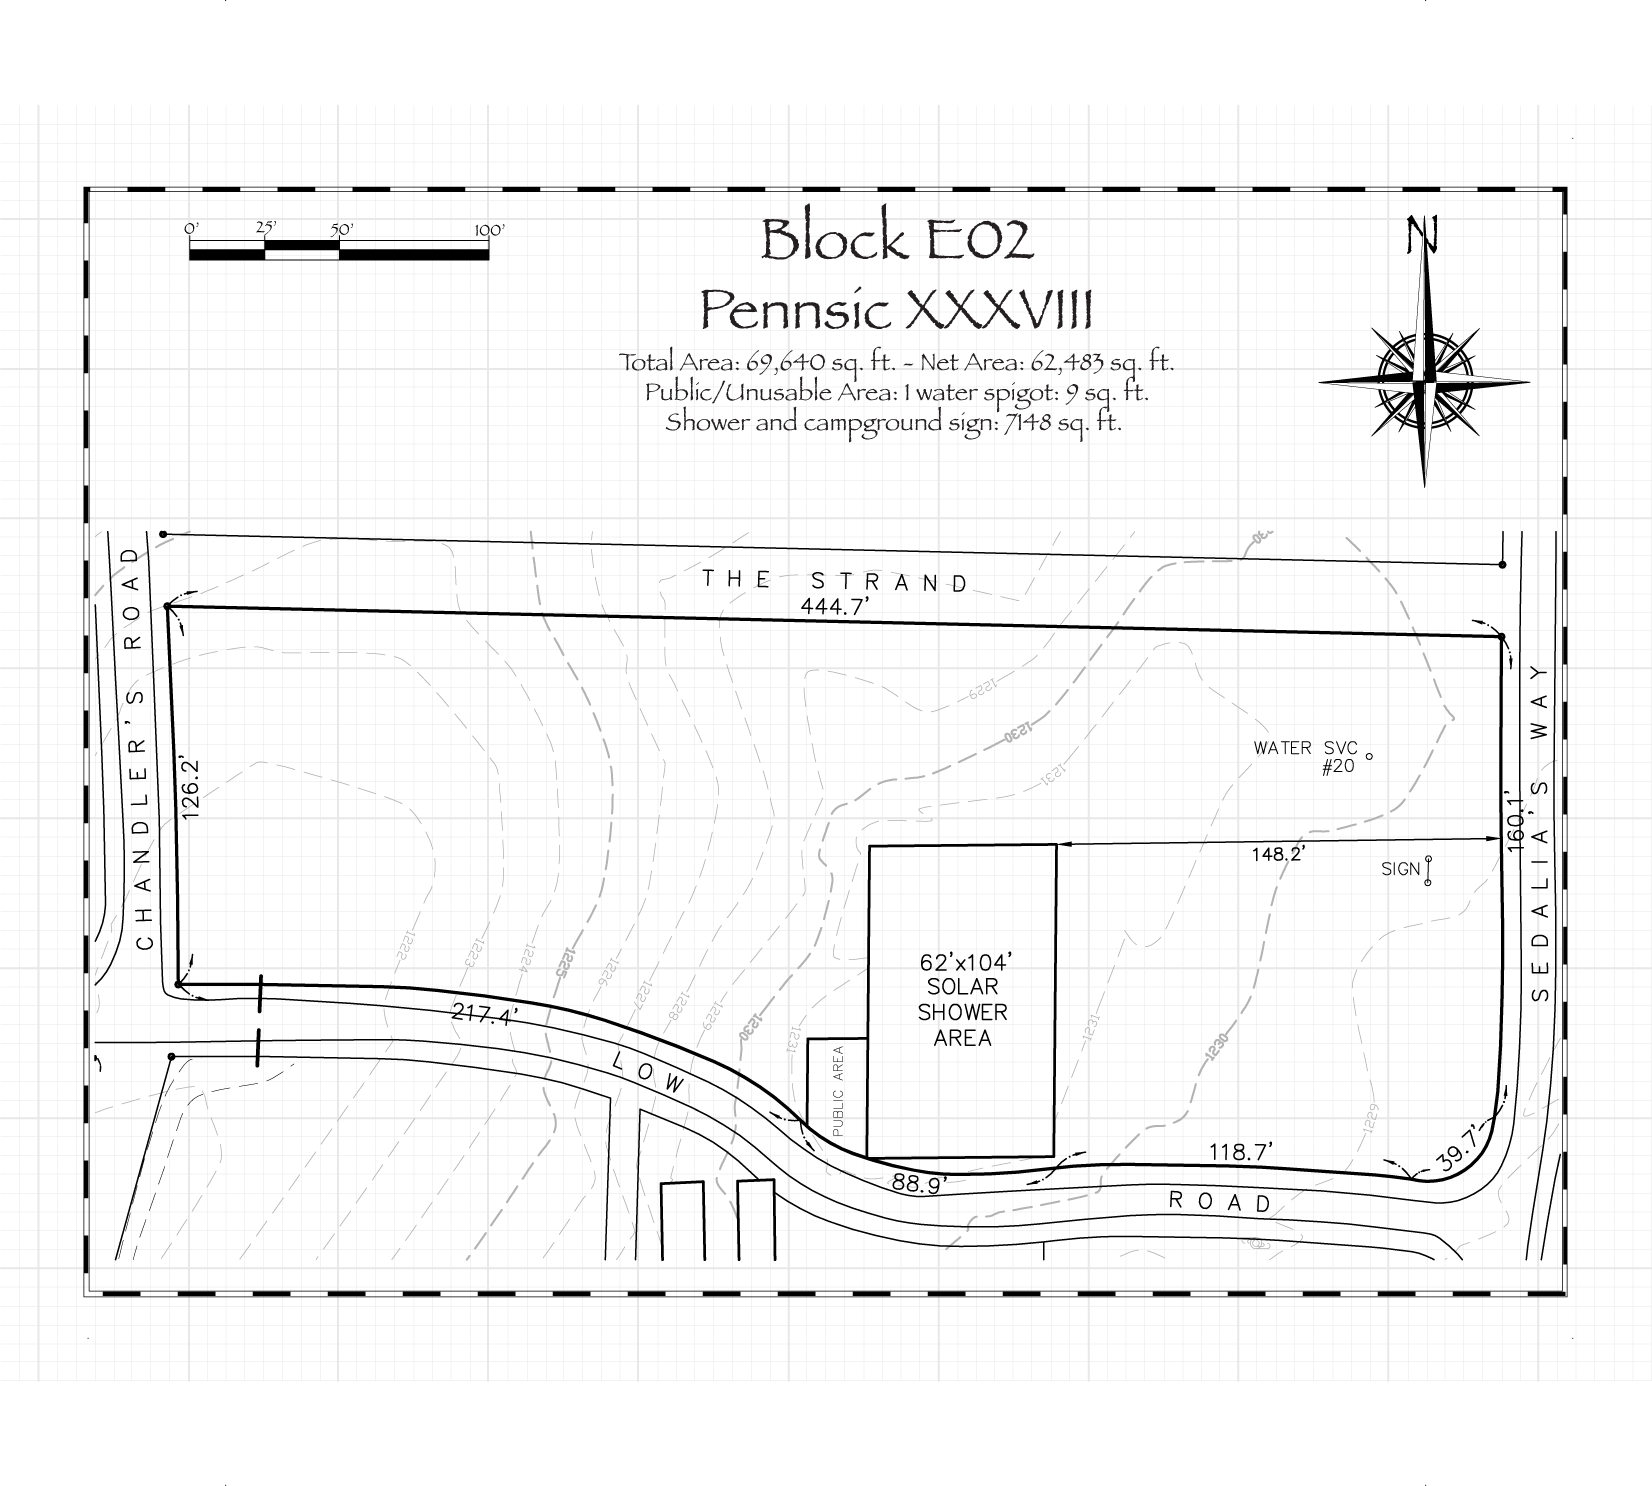 0' 25' 50' 100'
Block E02
Pennsic XXXVIII
Total Area: 69,640 sq. ft. - Net Area: 62,483 sq. ft.
Public/Unusable Area: 1 water spigot: 9 sq. ft.
Shower and campground sign: 7148 sq. ft.
N
THE STRAND
444.7'
CHANDLER'S ROAD
126.2'
1229
1230
1231
WATER SVC
#20
SEDALIA'S WAY
160.1'
148.2'
SIGN
62'x104'
SOLAR
SHOWER
AREA
PUBLIC AREA
1222
1223
1224
1225
1226
1227
1228
1229
1230
1231
1231
1230
1229
217.4'
LOW
88.9'
118.7'
39.7'
ROAD